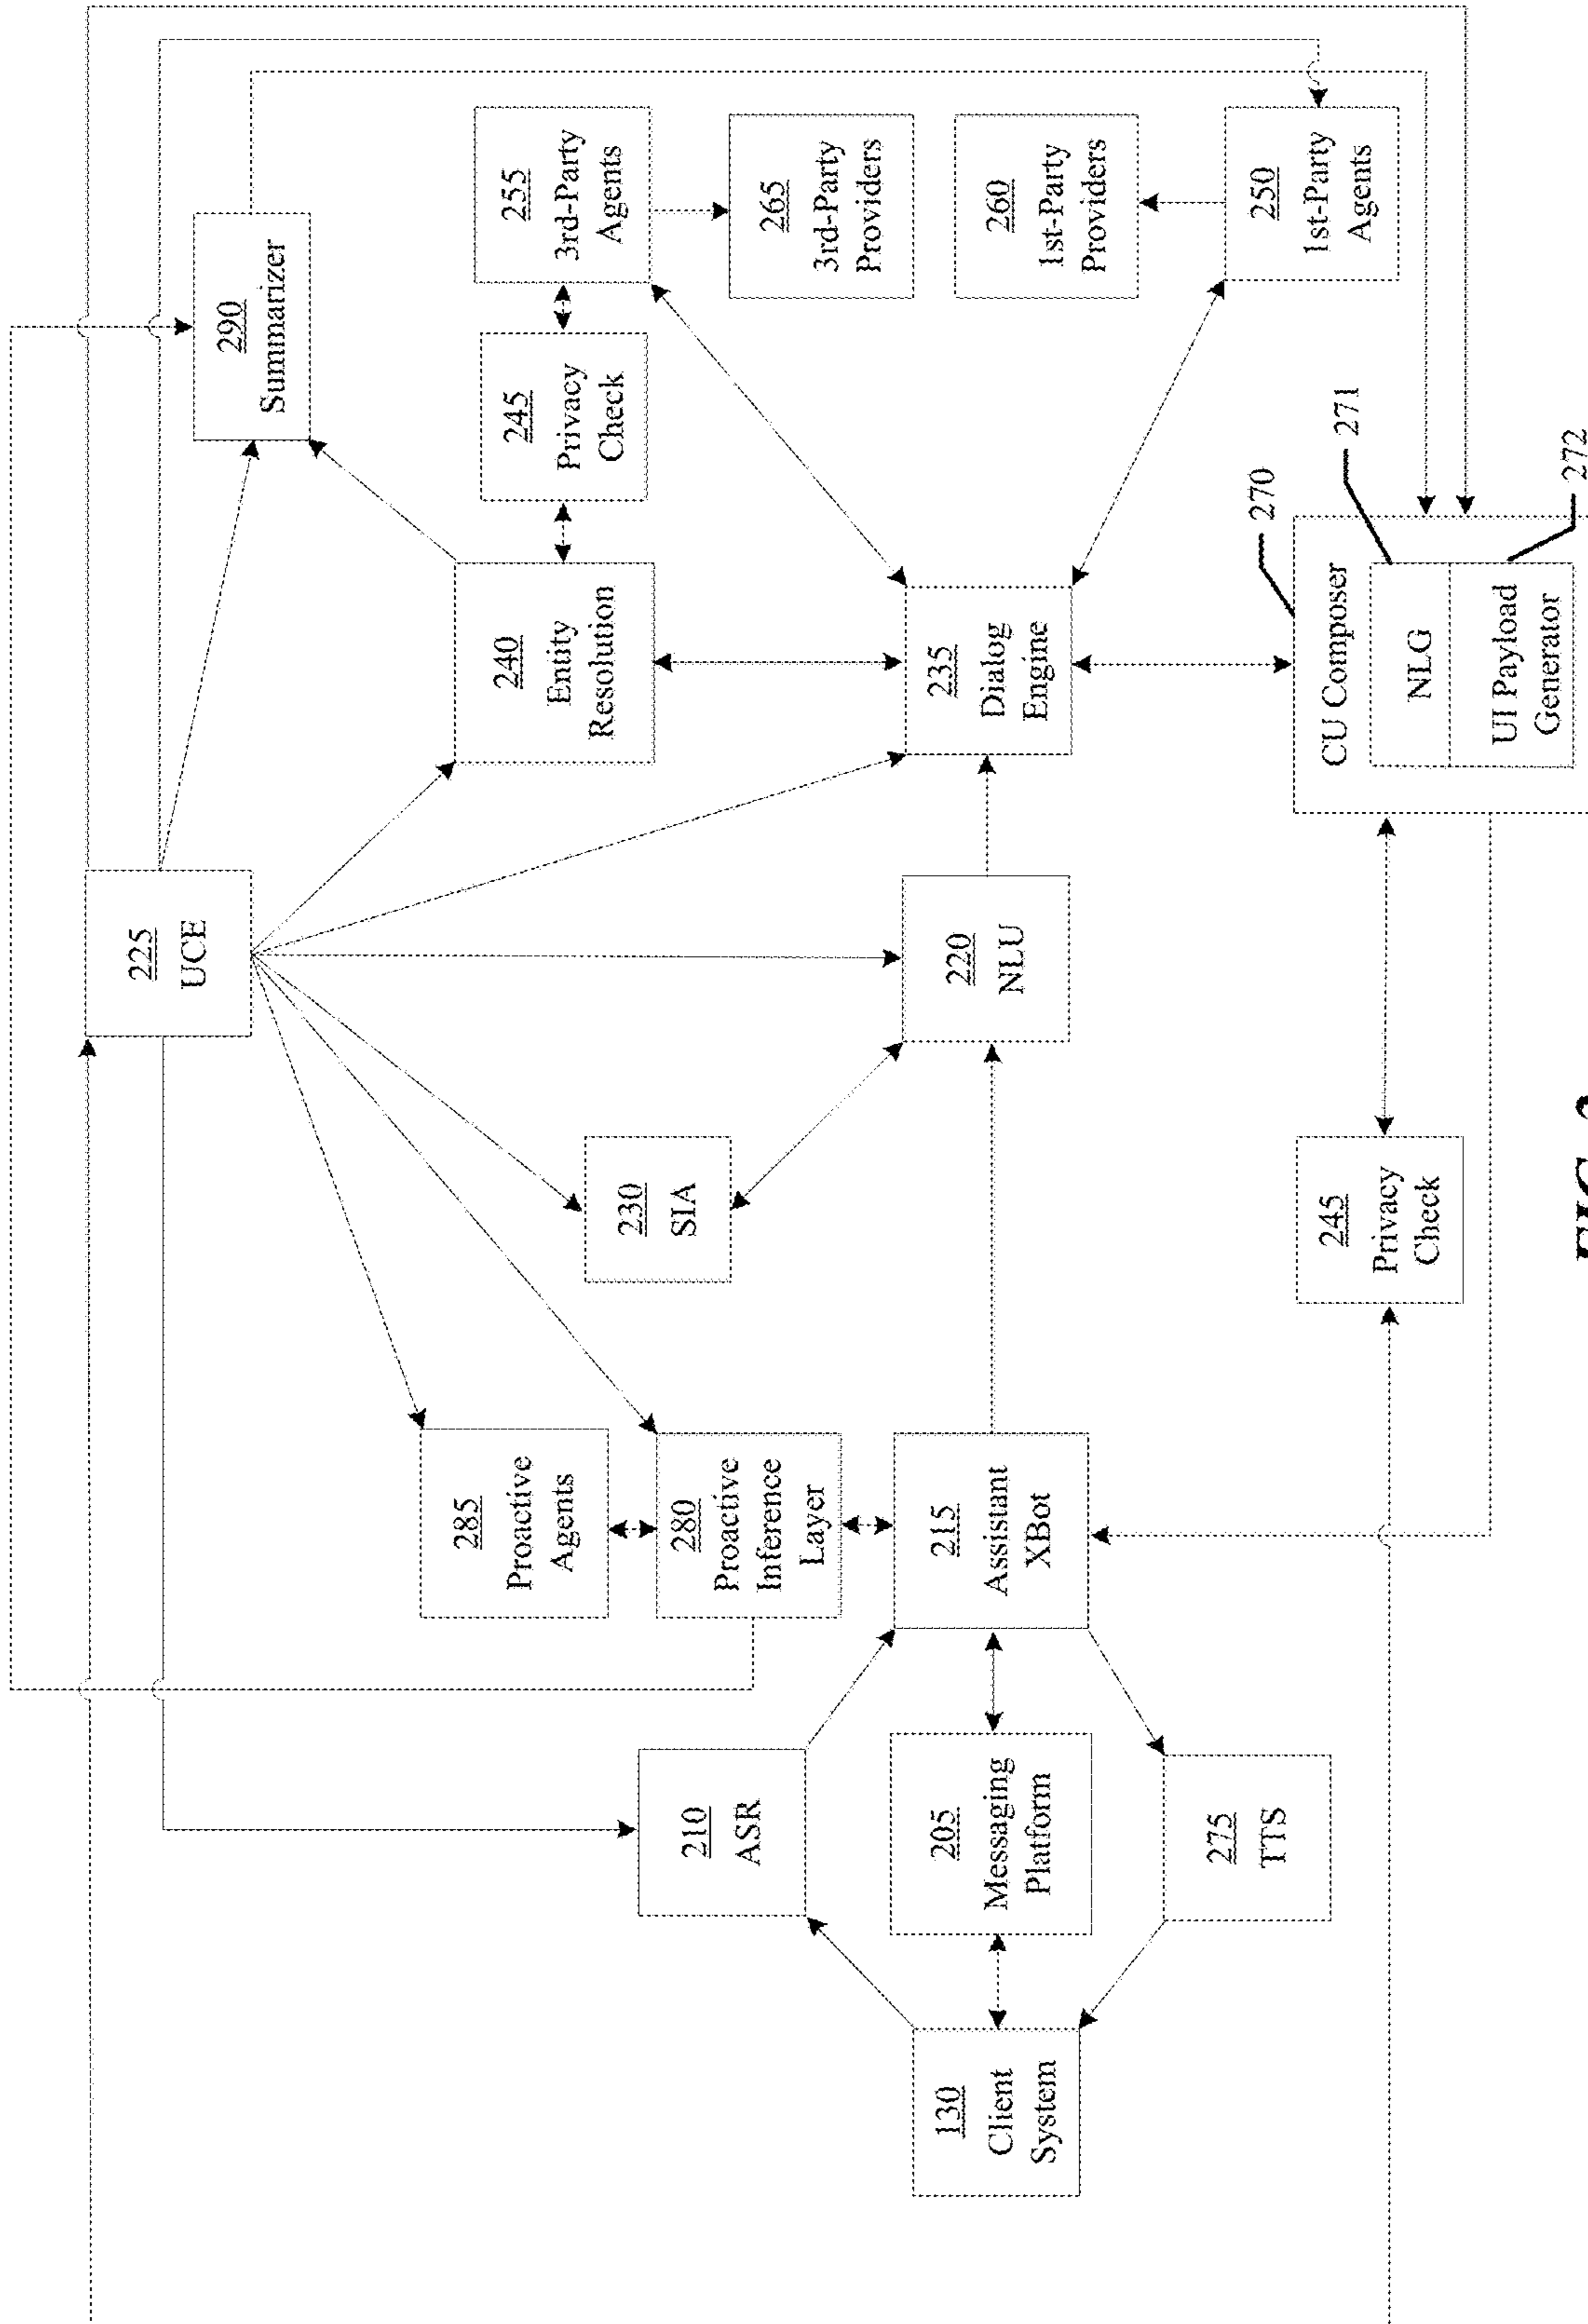 225
UCE
290
Summarizer
285
Proactive
Agents
240
Entity
Resolution
245
Privacy
Check
255
3rd-Party
Agents
230
SIA
210
ASR
280
Proactive
Inference
Layer
265
3rd-Party
Providers
130
Client
System
205
Messaging
Platform
215
Assistant
XBot
220
NLU
235
Dialog
Engine
260
1st-Party
Providers
275
TTS
250
1st-Party
Agents
245
Privacy
Check
270
CU Composer
271
NLG
UI Payload
Generator
272
FIG. 2